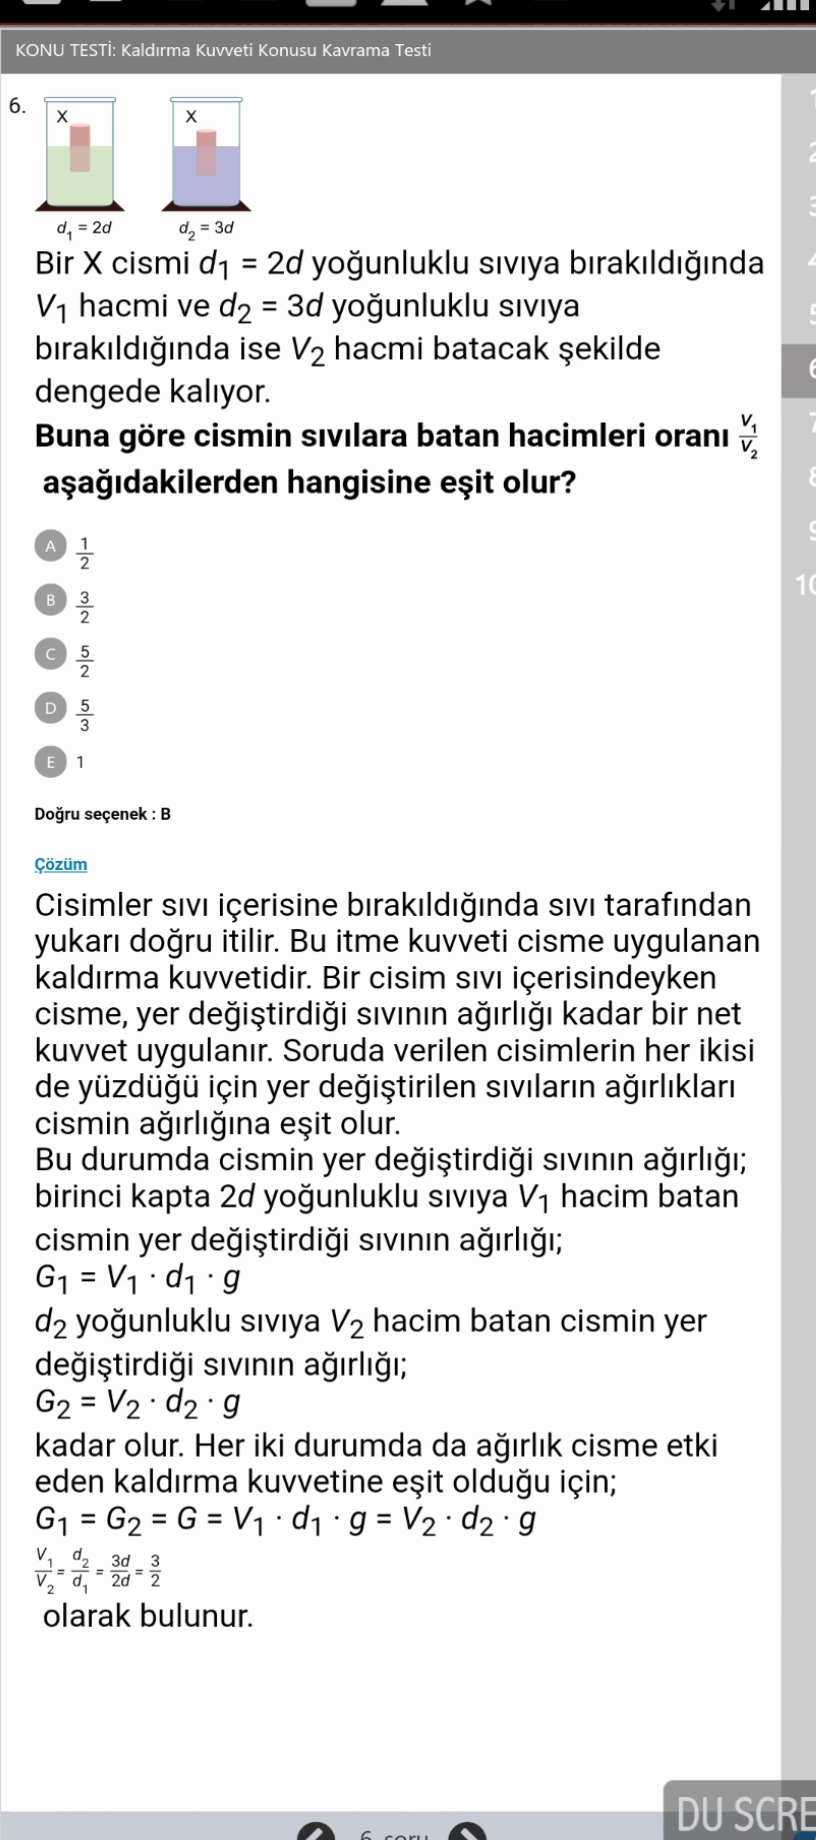 KONU TESTİ: Kaldırma Kuvveti Konusu Kavrama Testi
6.
X X
d₁ = 2d d₂ = 3d
Bir X cismi d₁ = 2d yoğunluklu sıvıya bırakıldığında
V₁ hacmi ve d₂ = 3d yoğunluklu sıvıya
bırakıldığında ise V₂ hacmi batacak şekilde
dengede kalıyor.
Buna göre cismin sıvılara batan hacimleri oranı V₁/V₂
aşağıdakilerden hangisine eşit olur?
A 1/2
B 3/2
C 5/2
D 5/3
E 1
Doğru seçenek : B
Çözüm
Cisimler sıvı içerisine bırakıldığında sıvı tarafından
yukarı doğru itilir. Bu itme kuvveti cisme uygulanan
kaldırma kuvvetidir. Bir cisim sıvı içerisindeyken
cisme, yer değiştirdiği sıvının ağırlığı kadar bir net
kuvvet uygulanır. Soruda verilen cisimlerin her ikisi
de yüzdüğü için yer değiştirilen sıvıların ağırlıkları
cismin ağırlığına eşit olur.
Bu durumda cismin yer değiştirdiği sıvının ağırlığı;
birinci kapta 2d yoğunluklu sıvıya V₁ hacim batan
cismin yer değiştirdiği sıvının ağırlığı;
G₁ = V₁ · d₁ · g
d₂ yoğunluklu sıvıya V₂ hacim batan cismin yer
değiştirdiği sıvının ağırlığı;
G₂ = V₂ · d₂ · g
kadar olur. Her iki durumda da ağırlık cisme etki
eden kaldırma kuvvetine eşit olduğu için;
G₁ = G₂ = G = V₁ · d₁ · g = V₂ · d₂ · g
V₁/V₂ = d₂/d₁ = 3d/2d = 3/2
olarak bulunur.
10
DU SCRE